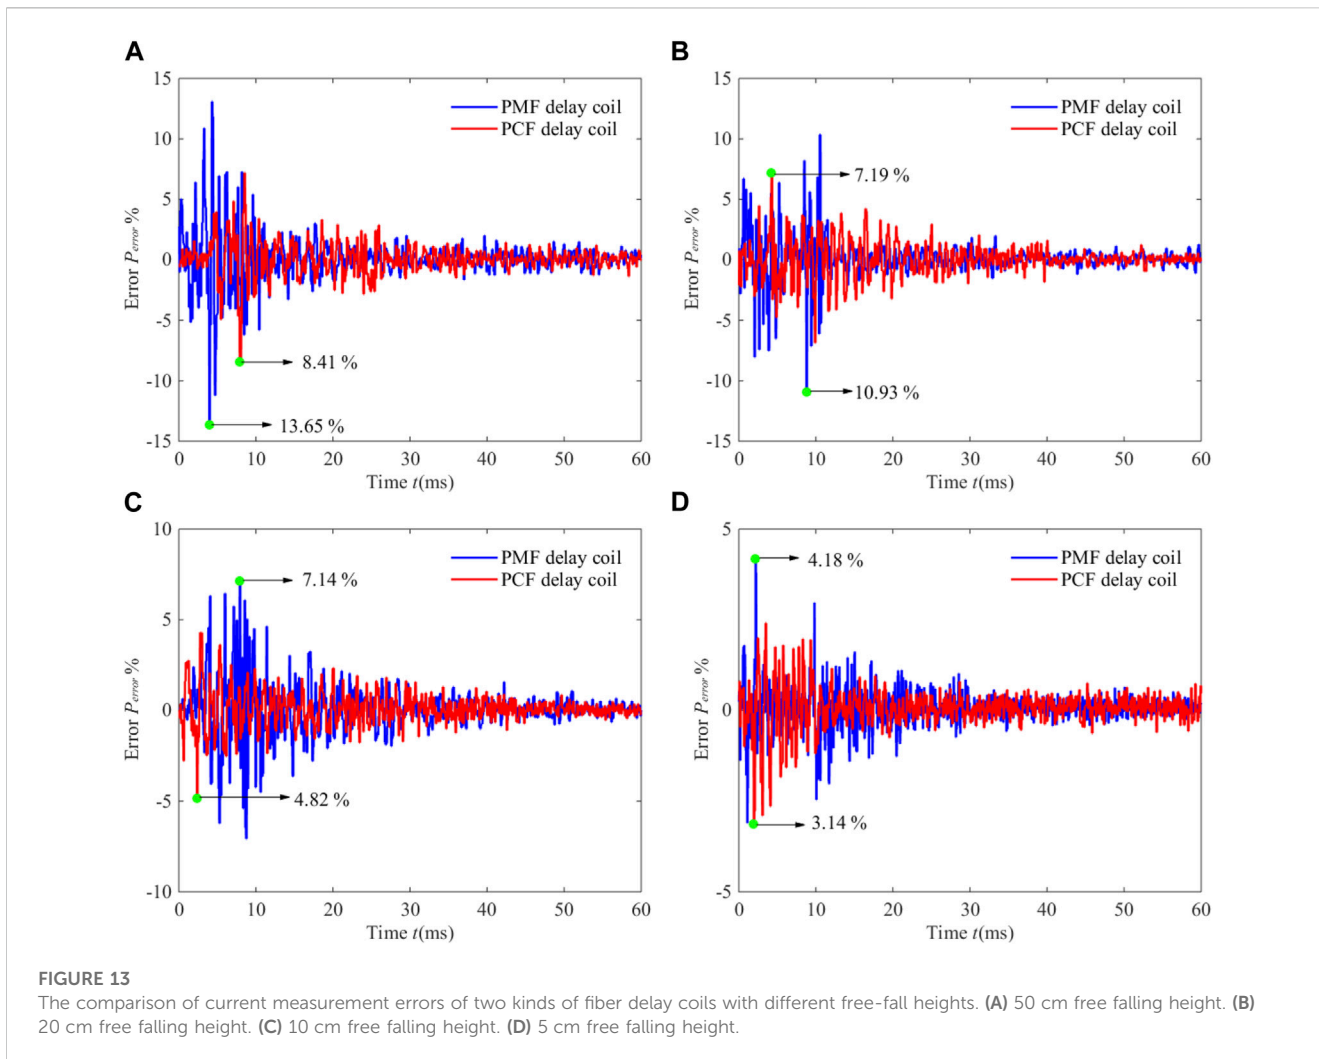 A
15
10
5
0
-5
-10
-15
Error P_error %
PMF delay coil
PCF delay coil
8.41 %
13.65 %
0 10 20 30 40 50 60
Time t(ms)
B
15
10
5
0
-5
-10
-15
Error P_error %
PMF delay coil
PCF delay coil
7.19 %
10.93 %
0 10 20 30 40 50 60
Time t(ms)
C
10
5
0
-5
-10
Error P_error %
PMF delay coil
PCF delay coil
7.14 %
4.82 %
0 10 20 30 40 50 60
Time t(ms)
D
5
0
-5
Error P_error %
PMF delay coil
PCF delay coil
4.18 %
3.14 %
0 10 20 30 40 50 60
Time t(ms)
FIGURE 13
The comparison of current measurement errors of two kinds of fiber delay coils with different free-fall heights. (A) 50 cm free falling height. (B)
20 cm free falling height. (C) 10 cm free falling height. (D) 5 cm free falling height.